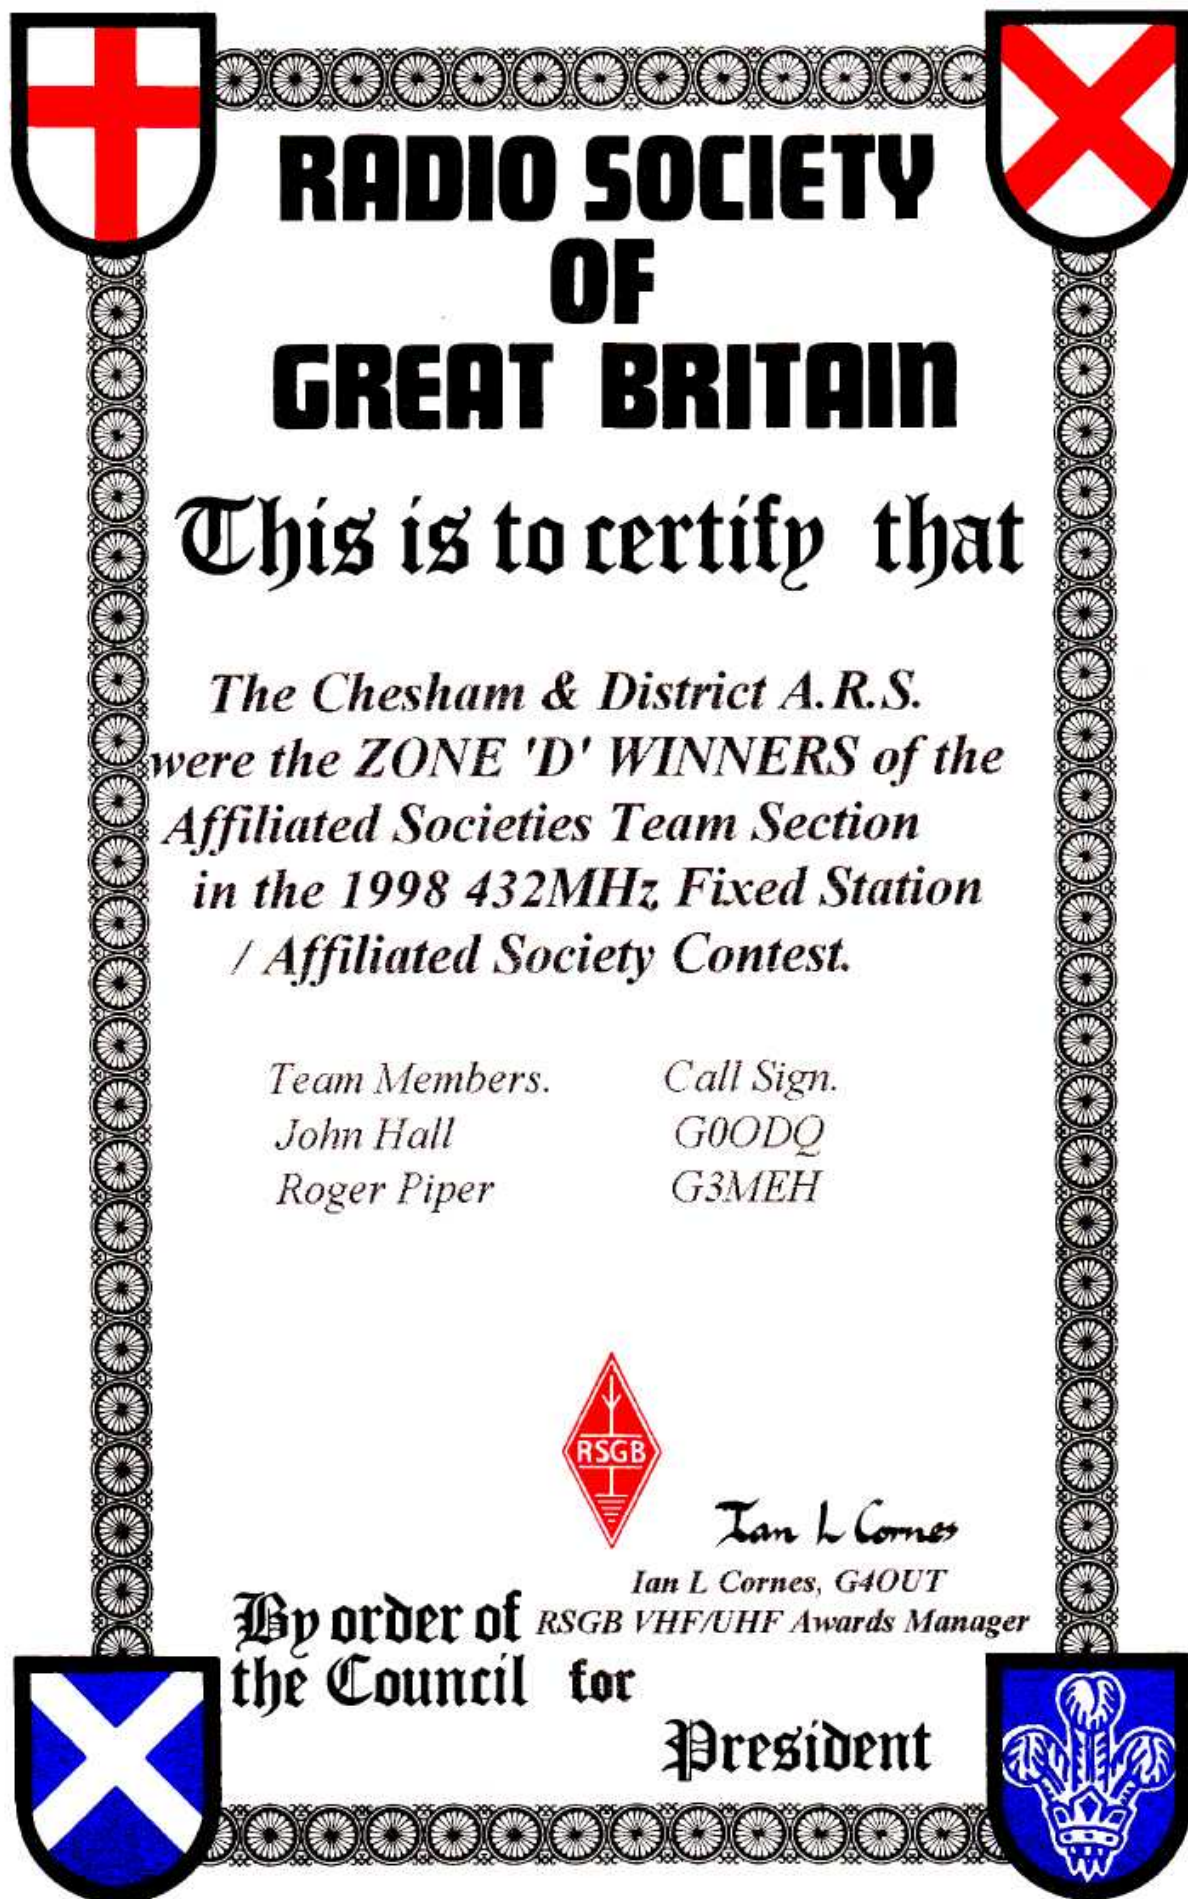 RADIO SOCIETY
OF
GREAT BRITAIN
This is to certify that
The Chesham & District A.R.S.
were the ZONE 'D' WINNERS of the
Affiliated Societies Team Section
in the 1998 432MHz Fixed Station
/ Affiliated Society Contest.
Team Members. Call Sign.
John Hall G0ODQ
Roger Piper G3MEH
RSGB
Ian L Cornes
Ian L Cornes, G4OUT
RSGB VHF/UHF Awards Manager
By order of
the Council for
President